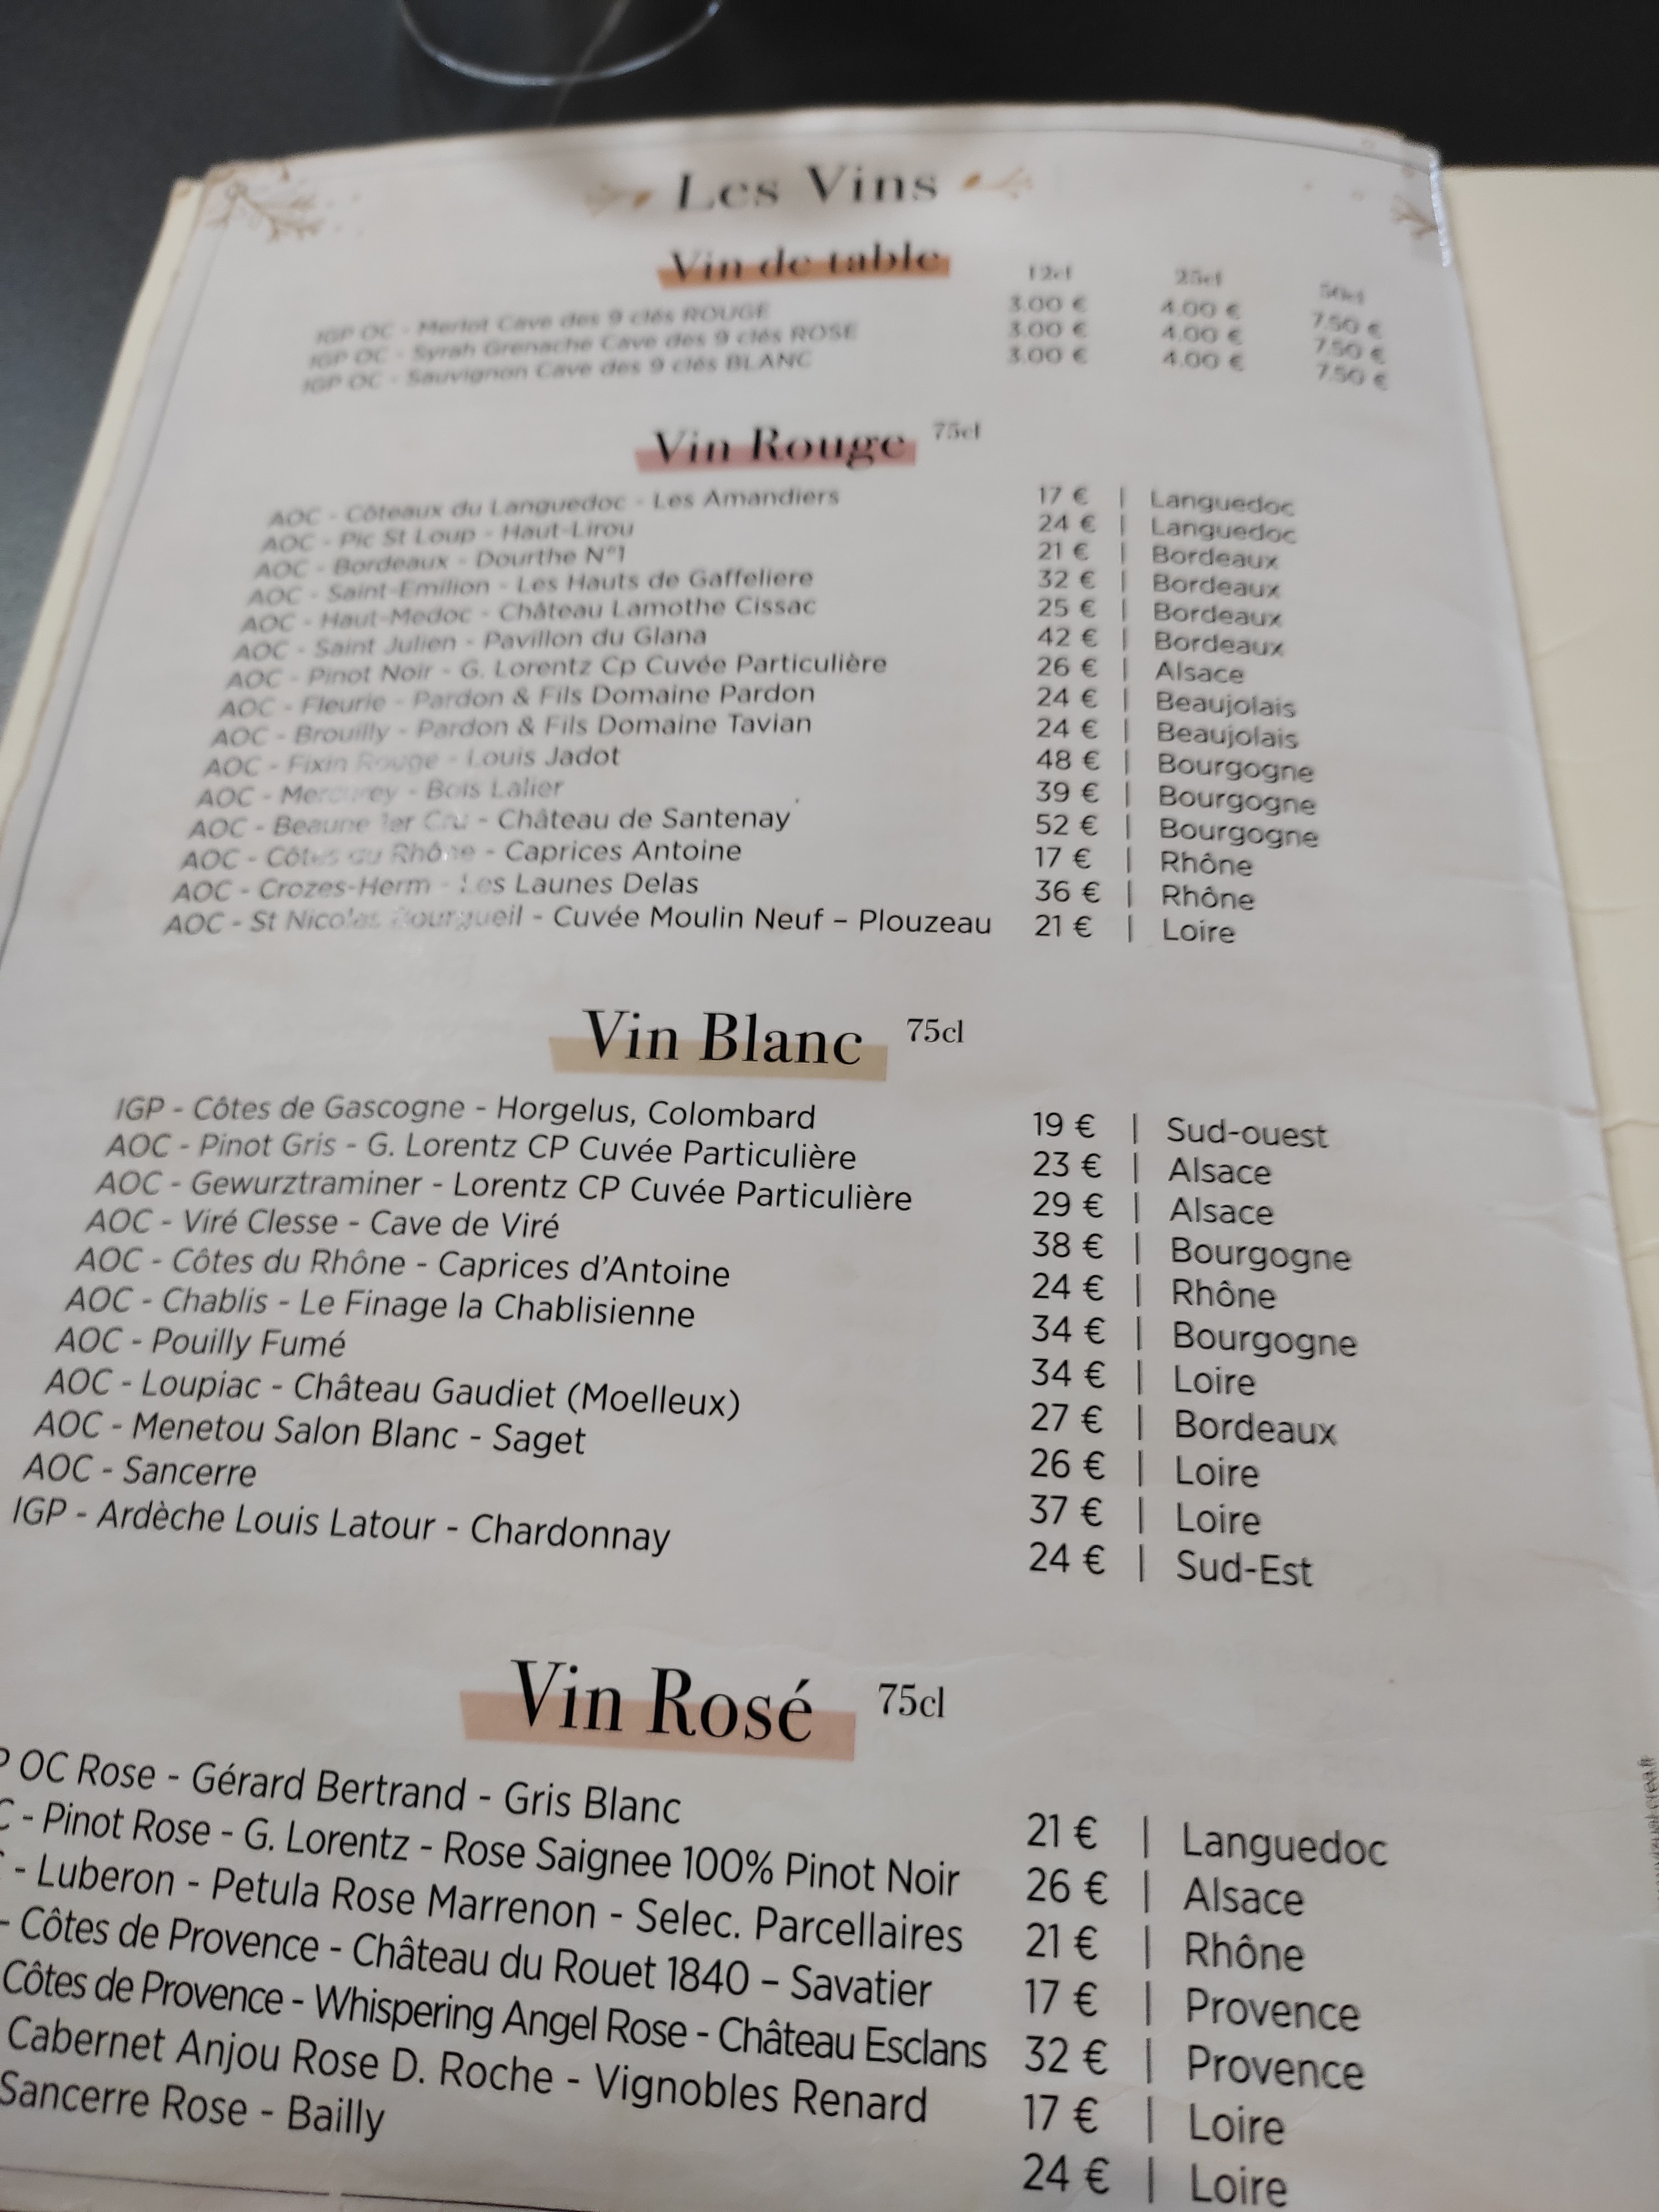 Les Vins
Vin de table
12cl 25cl 50cl
IGP OC - Merlot Cave des 9 clés ROUGE 3.00 € 4.00 € 7.50 €
IGP OC - Syrah Grenache Cave des 9 clés ROSE 3.00 € 4.00 € 7.50 €
IGP OC - Sauvignon Cave des 9 clés BLANC 3.00 € 4.00 € 7.50 €
Vin Rouge 75cl
AOC - Côteaux du Languedoc - Les Amandiers 17 € | Languedoc
AOC - Pic St Loup - Haut-Lirou 24 € | Languedoc
AOC - Bordeaux - Dourthe N°1 21 € | Bordeaux
AOC - Saint-Emilion - Les Hauts de Gaffeliere 32 € | Bordeaux
AOC - Haut-Medoc - Château Lamothe Cissac 25 € | Bordeaux
AOC - Saint Julien - Pavillon du Glana 42 € | Bordeaux
AOC - Pinot Noir - G. Lorentz Cp Cuvée Particulière 26 € | Alsace
AOC - Fleurie - Pardon & Fils Domaine Pardon 24 € | Beaujolais
AOC - Brouilly - Pardon & Fils Domaine Tavian 24 € | Beaujolais
AOC - Fixin Rouge - Louis Jadot 48 € | Bourgogne
AOC - Mercurey - Bois Lalier 39 € | Bourgogne
AOC - Beaune 1er Cru - Château de Santenay 52 € | Bourgogne
AOC - Côtes du Rhône - Caprices Antoine 17 € | Rhône
AOC - Crozes-Herm - Les Launes Delas 36 € | Rhône
AOC - St Nicolas Bourgueil - Cuvée Moulin Neuf – Plouzeau 21 € | Loire
Vin Blanc 75cl
IGP - Côtes de Gascogne - Horgelus, Colombard 19 € | Sud-ouest
AOC - Pinot Gris - G. Lorentz CP Cuvée Particulière 23 € | Alsace
AOC - Gewurztraminer - Lorentz CP Cuvée Particulière 29 € | Alsace
AOC - Viré Clesse - Cave de Viré 38 € | Bourgogne
AOC - Côtes du Rhône - Caprices d'Antoine 24 € | Rhône
AOC - Chablis - Le Finage la Chablisienne 34 € | Bourgogne
AOC - Pouilly Fumé 34 € | Loire
AOC - Loupiac - Château Gaudiet (Moelleux) 27 € | Bordeaux
AOC - Menetou Salon Blanc - Saget 26 € | Loire
AOC - Sancerre 37 € | Loire
IGP - Ardèche Louis Latour - Chardonnay 24 € | Sud-Est
Vin Rosé 75cl
P OC Rose - Gérard Bertrand - Gris Blanc 21 € | Languedoc
C - Pinot Rose - G. Lorentz - Rose Saignee 100% Pinot Noir 26 € | Alsace
- Luberon - Petula Rose Marrenon - Selec. Parcellaires 21 € | Rhône
- Côtes de Provence - Château du Rouet 1840 – Savatier 17 € | Provence
Côtes de Provence - Whispering Angel Rose - Château Esclans 32 € | Provence
Cabernet Anjou Rose D. Roche - Vignobles Renard 17 € | Loire
Sancerre Rose - Bailly 24 € | Loire